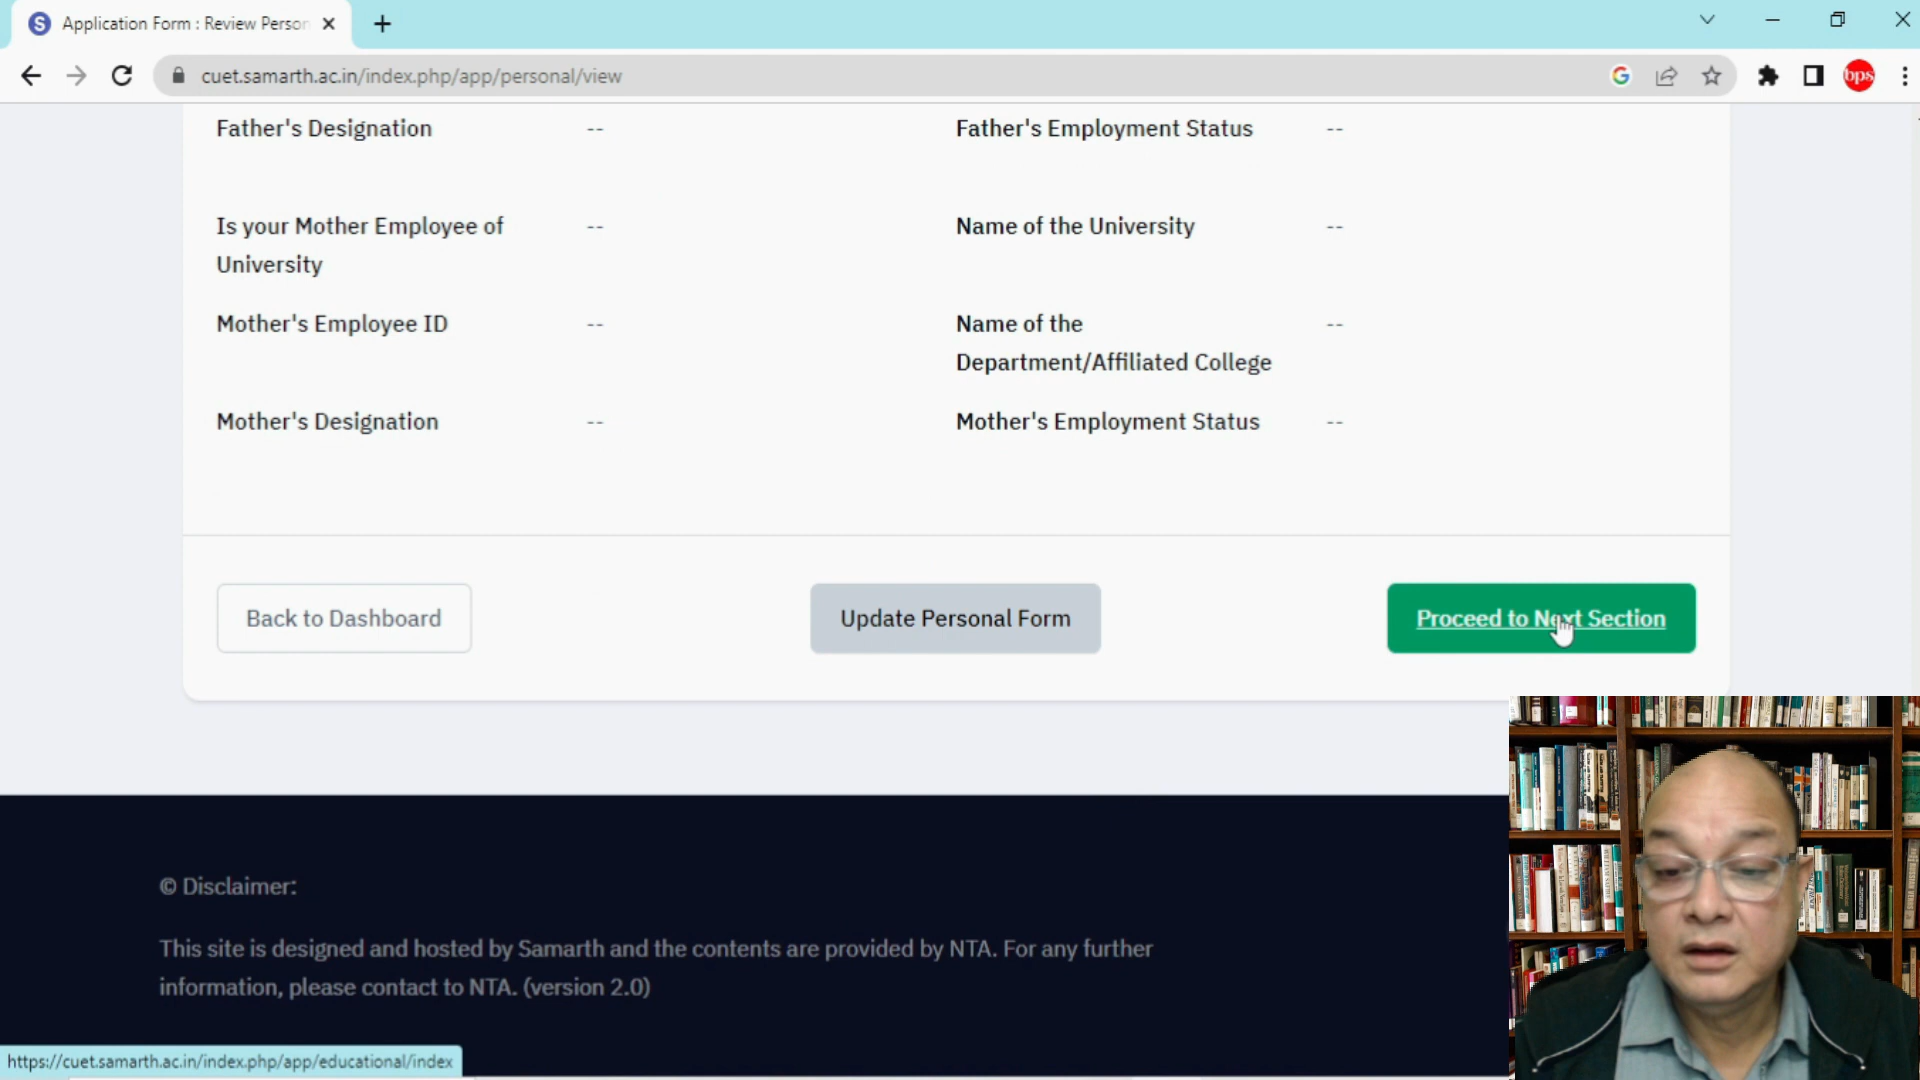 S Application Form : Review Person
cuet.samarth.ac.in/index.php/app/personal/view
bps
Father's Designation -- Father's Employment Status --
Is your Mother Employee of University -- Name of the University --
Mother's Employee ID -- Name of the Department/Affiliated College --
Mother's Designation -- Mother's Employment Status --
Back to Dashboard Update Personal Form Proceed to Next Section
© Disclaimer:
This site is designed and hosted by Samarth and the contents are provided by NTA. For any further
information, please contact to NTA. (version 2.0)
https://cuet.samarth.ac.in/index.php/app/educational/index